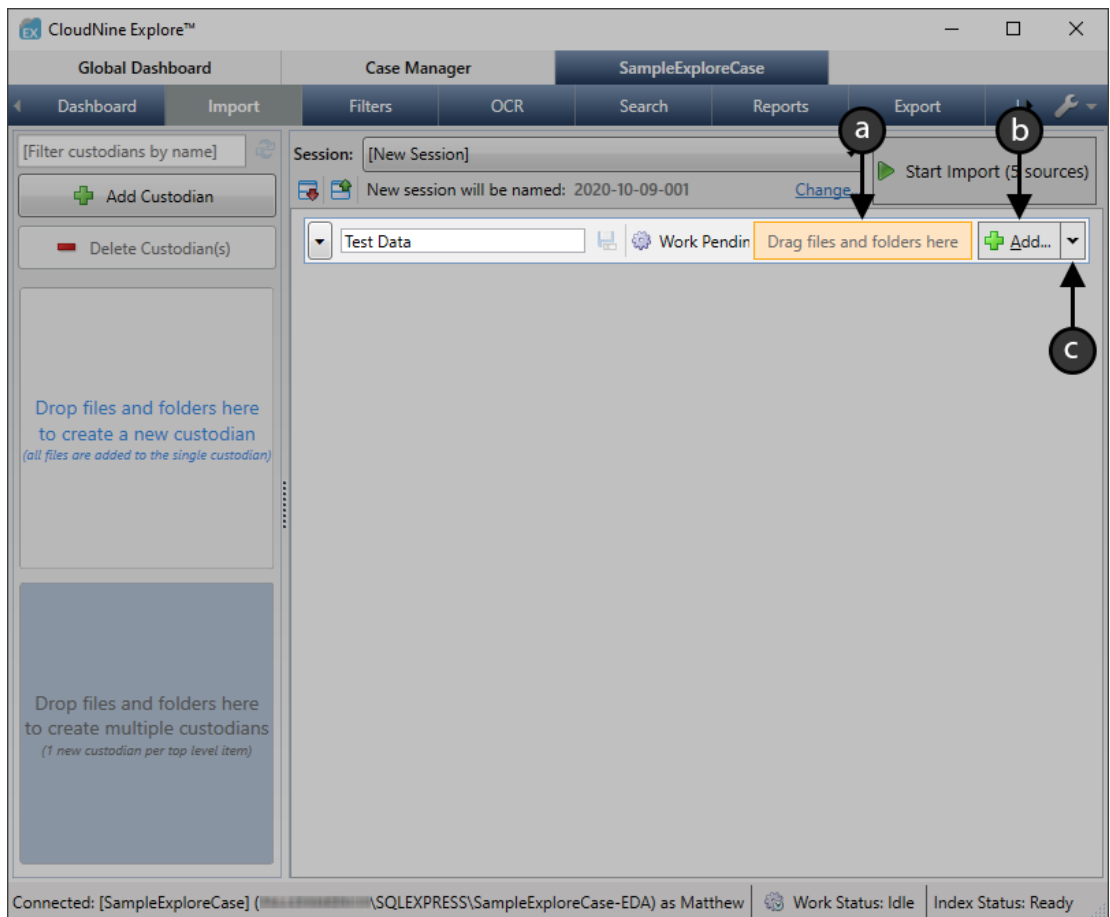 CloudNine Explore™
Global Dashboard Case Manager SampleExploreCase
Dashboard Import Filters OCR Search Reports Export
[Filter custodians by name]
Add Custodian
Delete Custodian(s)
Drop files and folders here
to create a new custodian
(all files are added to the single custodian)
Drop files and folders here
to create multiple custodians
(1 new custodian per top level item)
Session: [New Session]
New session will be named: 2020-10-09-001 Change
Start Import (5 sources)
a
b
Test Data Work Pendin Drag files and folders here Add...
c
Connected: [SampleExploreCase] ( \SQLEXPRESS\SampleExploreCase-EDA) as Matthew Work Status: Idle Index Status: Ready